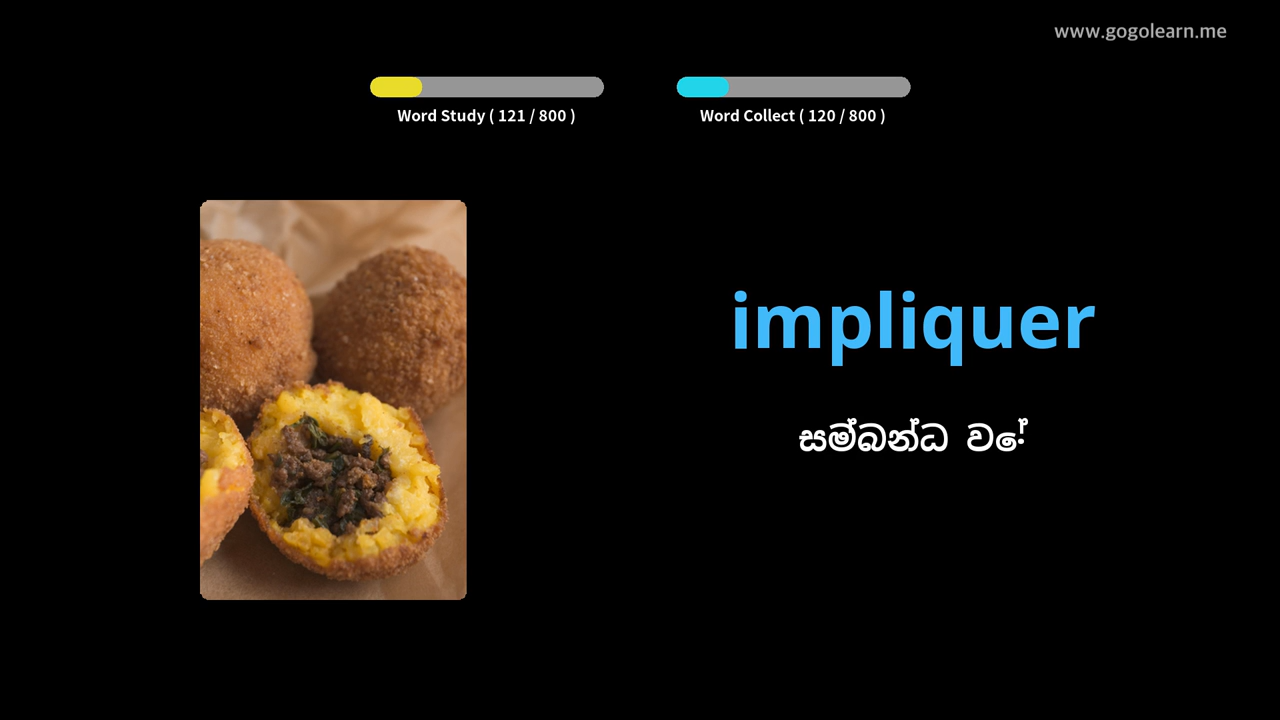 www.gogolearn.me
Word Study ( 121 / 800 )
Word Collect ( 120 / 800 )
impliquer
සම්බන්ධ වේ!